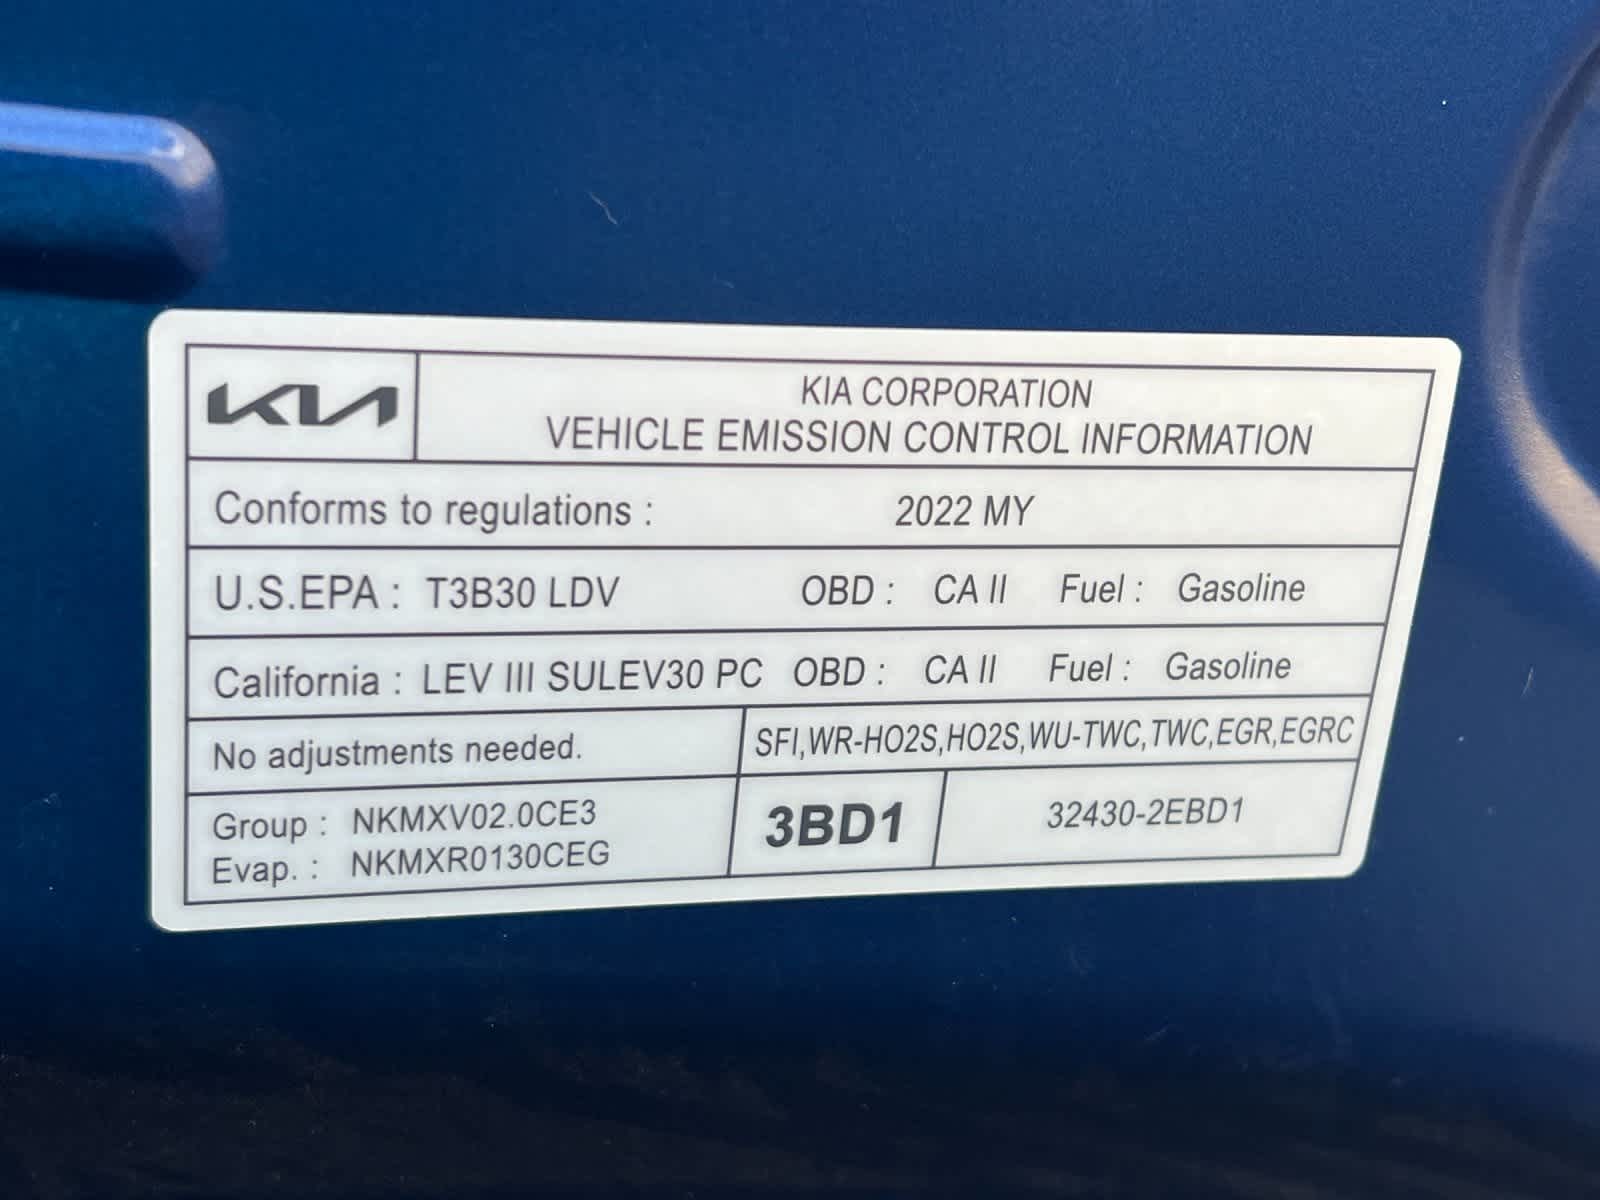 KIA
KIA CORPORATION
VEHICLE EMISSION CONTROL INFORMATION
Conforms to regulations : 2022 MY
U.S.EPA : T3B30 LDV OBD : CA II Fuel : Gasoline
California : LEV III SULEV30 PC OBD : CA II Fuel : Gasoline
No adjustments needed. SFI,WR-HO2S,HO2S,WU-TWC,TWC,EGR,EGRC
Group : NKMXV02.0CE3
Evap. : NKMXR0130CEG
3BD1
32430-2EBD1